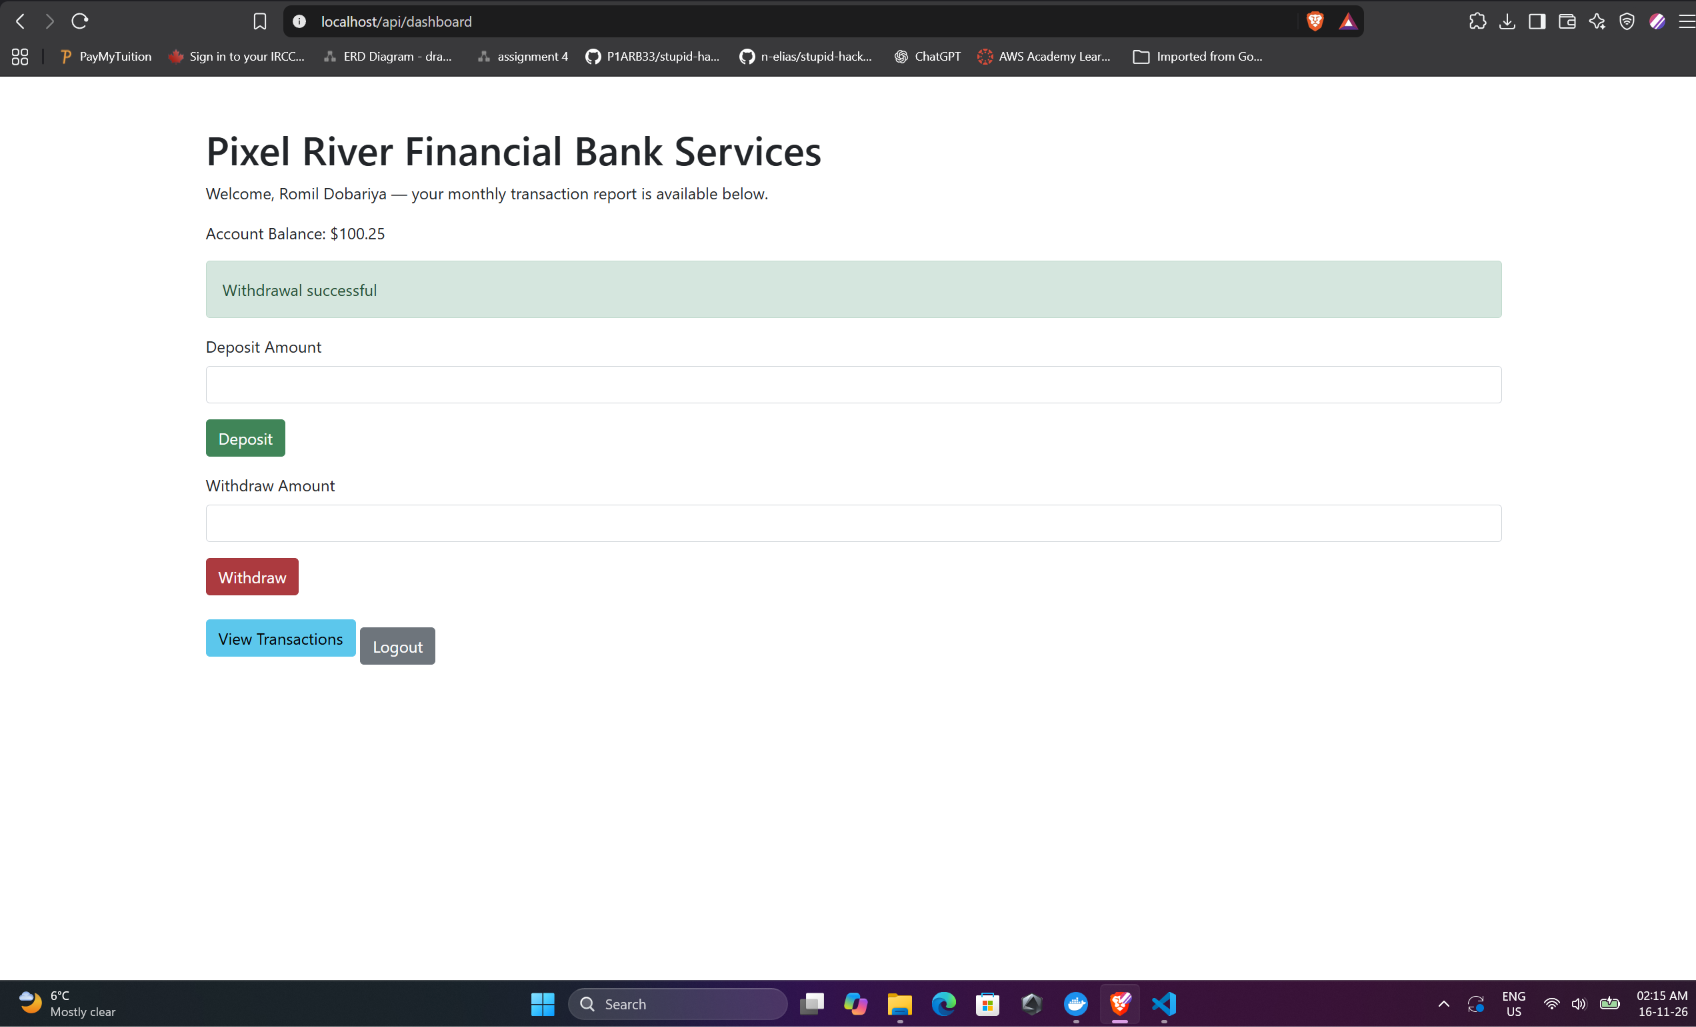 localhost/api/dashboard
PayMyTuition
Sign in to your IRCC...
ERD Diagram - dra...
assignment 4
P1ARB33/stupid-ha...
n-elias/stupid-hack...
ChatGPT
AWS Academy Lear...
Imported from Go...
Pixel River Financial Bank Services
Welcome, Romil Dobariya — your monthly transaction report is available below.
Account Balance: $100.25
Withdrawal successful
Deposit Amount
Deposit
Withdraw Amount
Withdraw
View Transactions
Logout
6°C
Mostly clear
Search
ENG
US
02:15 AM
16-11-26